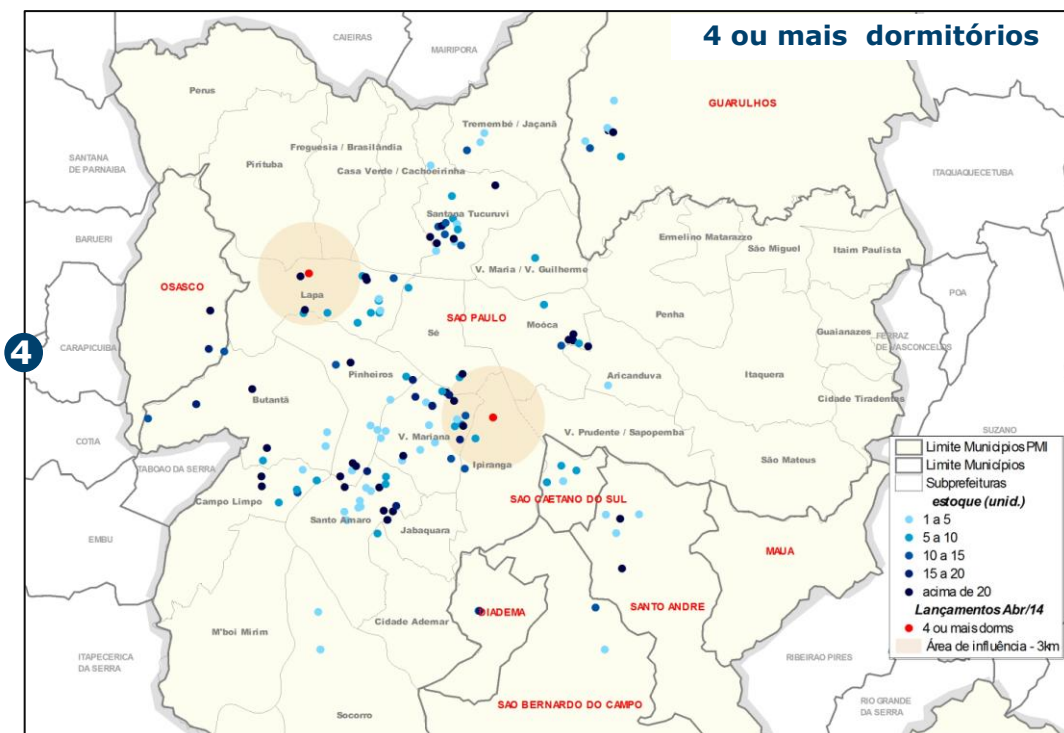 4 ou mais dormitórios
CAIEIRAS
MAIRIPORA
Perus
GUARULHOS
Tremembé / Jaçanã
Freguesia / Brasilândia
SANTANA
DE PARNAIBA
Pirituba
Casa Verde / Cachoeirinha
ITAQUAQUECETUBA
Santana Tucuruvi
Ermelino Matarazzo
São Miguel
Itaim Paulista
BARUERI
V. Maria / V. Guilherme
OSASCO
Lapa
POA
SAO PAULO
Moóca
Penha
Sé
Guaianazes
FERRAZ
DE VASCONCELOS
4
CARAPICUIBA
Pinheiros
Aricanduva
Itaquera
Butantã
Cidade Tiradentes
COTIA
V. Mariana
V. Prudente / Sapopemba
SUZANO
TABOAO DA SERRA
Ipiranga
São Mateus
Campo Limpo
SAO CAETANO DO SUL
Santo Amaro
Jabaquara
EMBU
MAUA
DIADEMA
SANTO ANDRE
Cidade Ademar
M'boi Mirim
ITAPECERICA
DA SERRA
RIBEIRAO PIRES
SAO BERNARDO DO CAMPO
Socorro
RIO GRANDE
DA SERRA
Limite Municipios PMI
Limite Municípios
Subprefeituras
estoque (unid.)
1 a 5
5 a 10
10 a 15
15 a 20
acima de 20
Lançamentos Abr/14
4 ou mais dorms
Área de influência - 3km